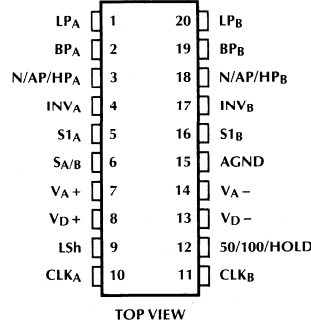 LPA 1 20 LPB
BPA 2 19 BPB
N/AP/HPA 3 18 N/AP/HPB
INVA 4 17 INVB
S1A 5 16 S1B
SA/B 6 15 AGND
VA+ 7 14 VA−
VD+ 8 13 VD−
LSh 9 12 50/100/HOLD
CLKA 10 11 CLKB
TOP VIEW